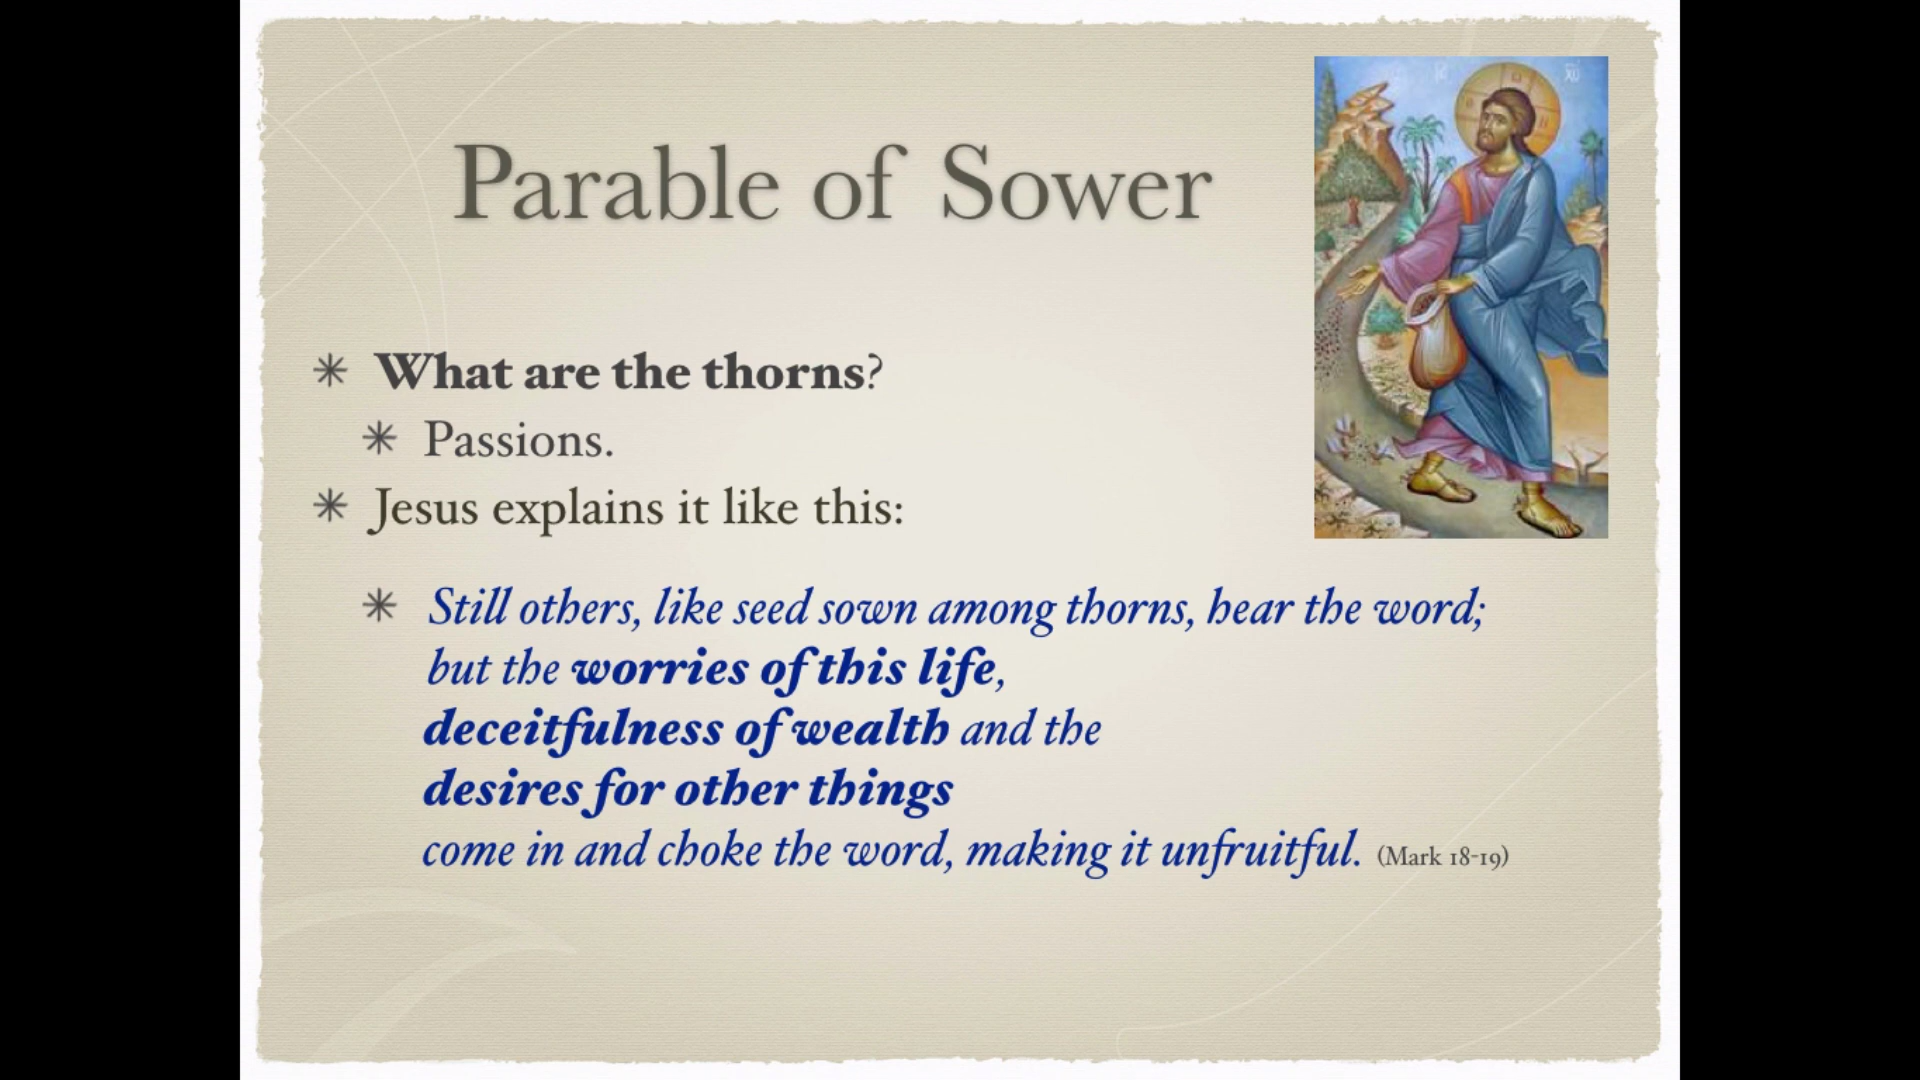 Parable of Sower
What are the thorns?
Passions.
Jesus explains it like this:
Still others, like seed sown among thorns, hear the word;
but the worries of this life,
deceitfulness of wealth and the
desires for other things
come in and choke the word, making it unfruitful. (Mark 18-19)